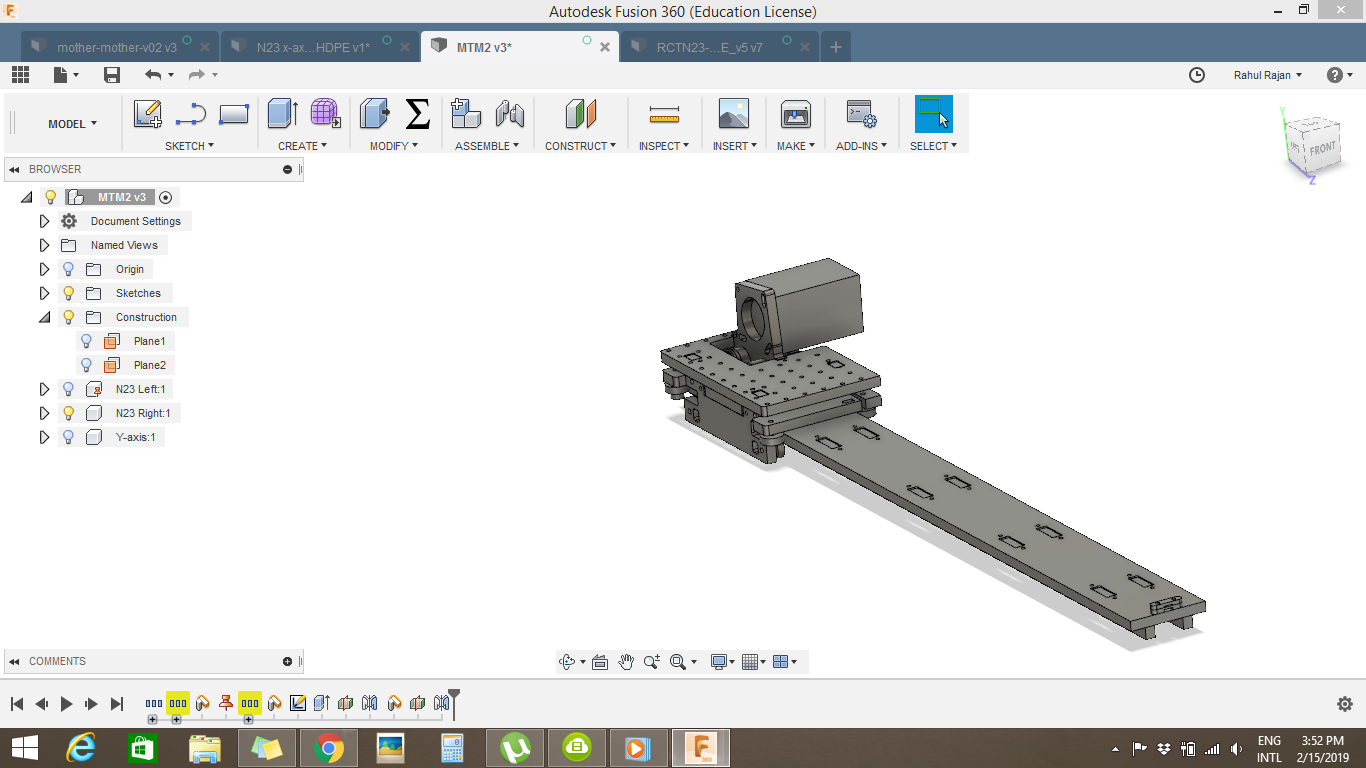 Autodesk Fusion 360 (Education License)
mother-mother-v02 v3
N23 x-ax...HDPE v1*
MTM2 v3*
RCTN23-...E_v5 v7
Rahul Rajan
MODEL
SKETCH
CREATE
MODIFY
ASSEMBLE
CONSTRUCT
INSPECT
INSERT
MAKE
ADD-INS
SELECT
Y
FRONT
Z
BROWSER
MTM2 v3
Document Settings
Named Views
Origin
Sketches
Construction
Plane1
Plane2
N23 Left:1
N23 Right:1
Y-axis:1
COMMENTS
360
ENG
INTL
3:52 PM
2/15/2019